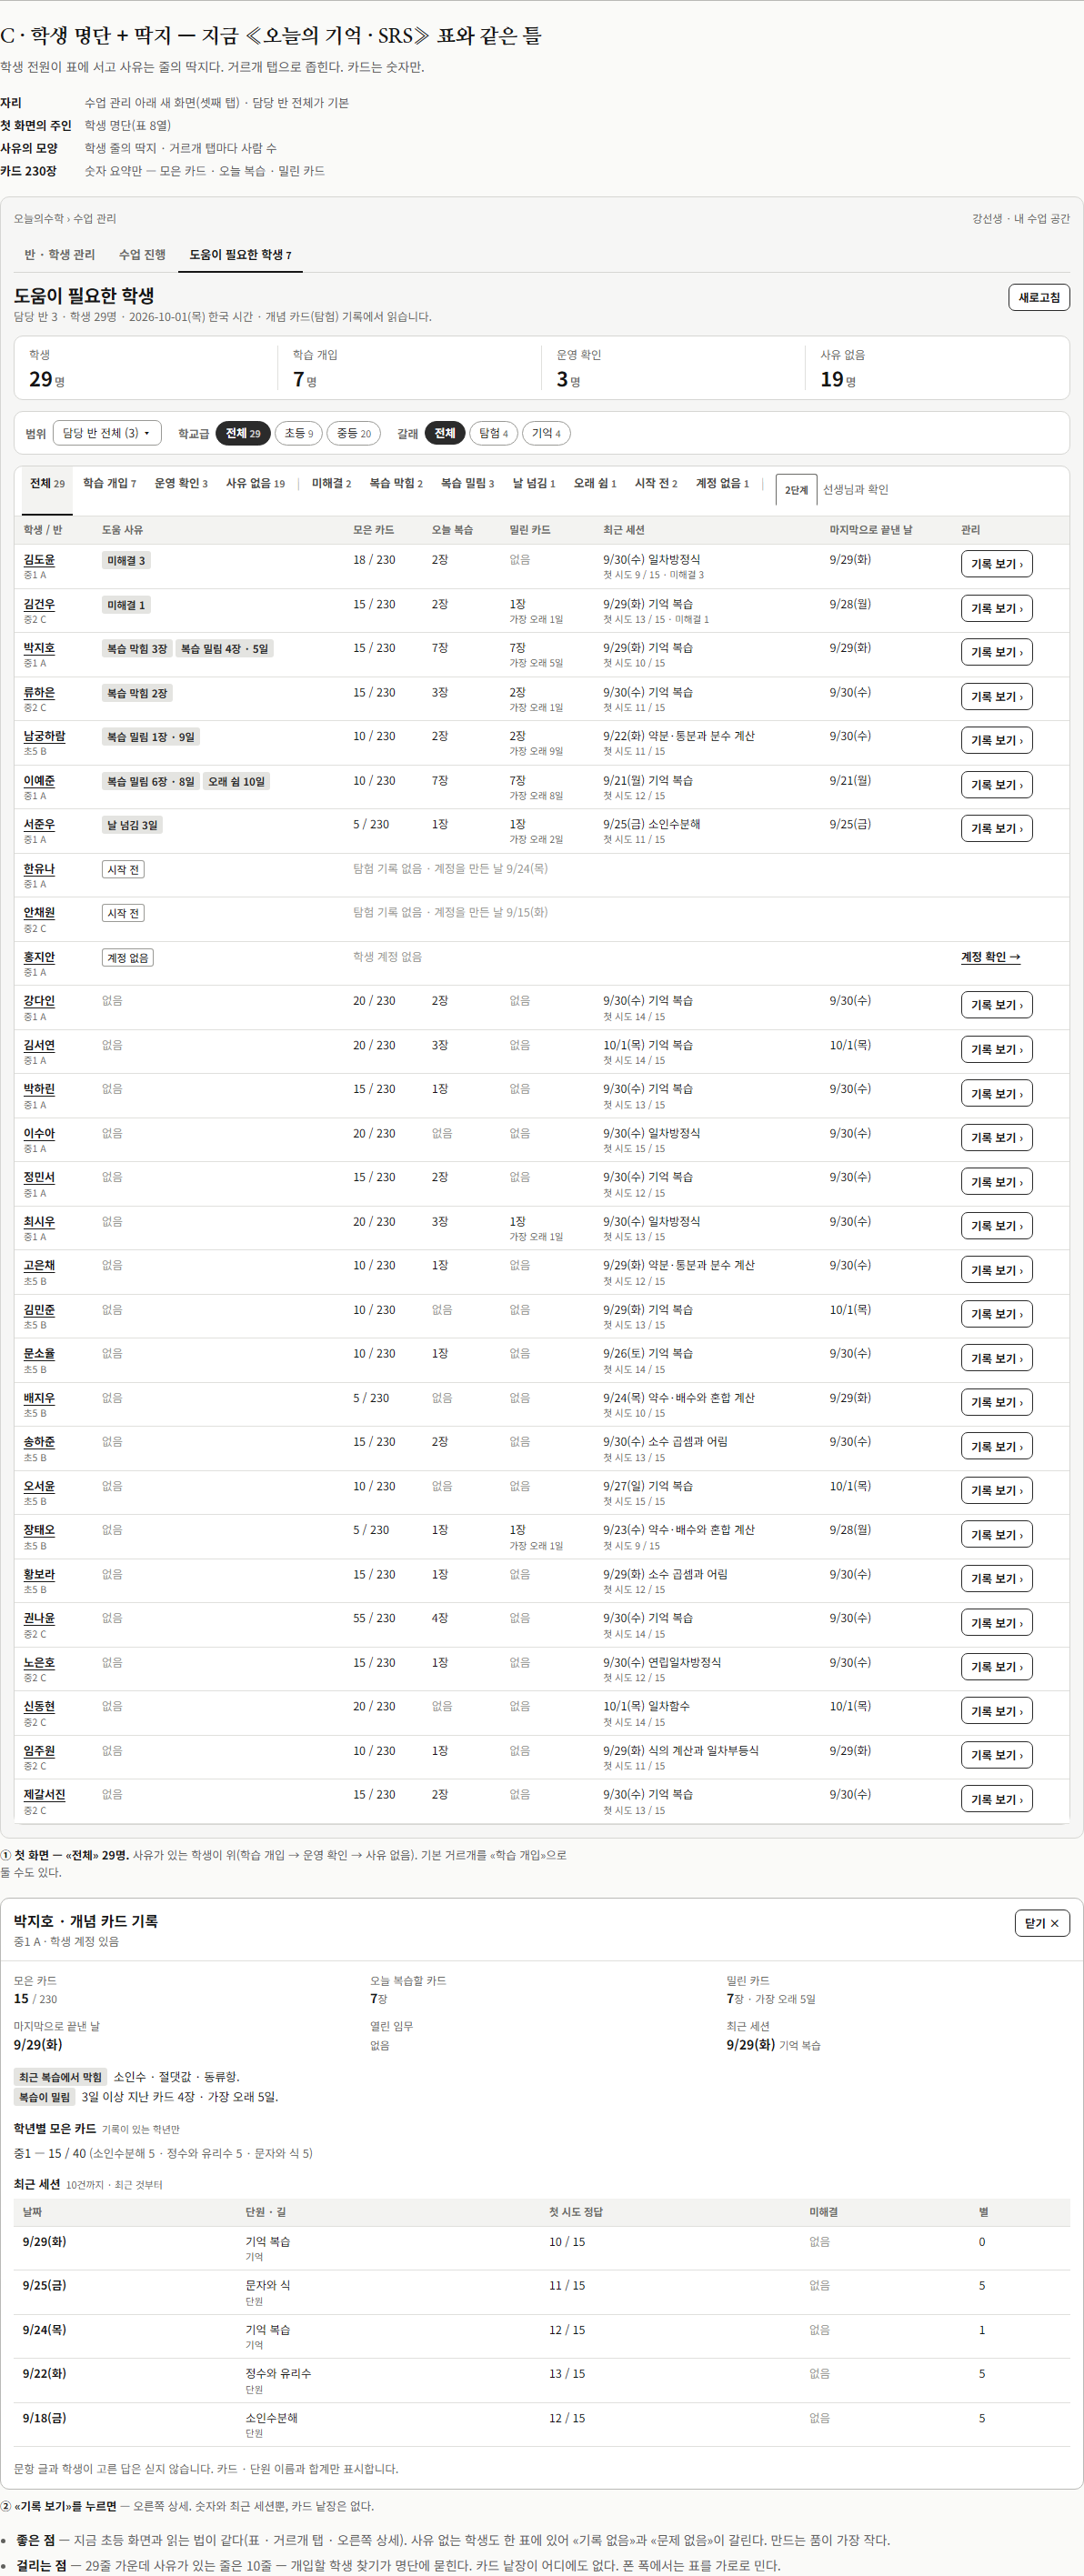 C · 학생 명단 + 딱지 — 지금 ≪오늘의 기억 · SRS≫ 표와 같은 틀
학생 전원이 표에 서고 사유는 줄의 딱지다. 거르개 탭으로 좁힌다. 카드는 숫자만.
자리 수업 관리 아래 새 화면(셋째 탭) · 담당 반 전체가 기본
첫 화면의 주인 학생 명단(표 8열)
사유의 모양 학생 줄의 딱지 · 거르개 탭마다 사람 수
카드 230장 숫자 요약만 — 모은 카드 · 오늘 복습 · 밀린 카드
오늘의수학 › 수업 관리 강선생 · 내 수업 공간
반 · 학생 관리 수업 진행 도움이 필요한 학생 7
도움이 필요한 학생 새로고침
담당 반 3 · 학생 29명 · 2026-10-01(목) 한국 시간 · 개념 카드(탐험) 기록에서 읽습니다.
학생 학습 개입 운영 확인 사유 없음
29명 7명 3명 19명
범위 담당 반 전체 (3) ▾ 학교급 전체 29 초등 9 중등 20 갈래 전체 탐험 4 기억 4
전체 29 학습 개입 7 운영 확인 3 사유 없음 19 | 미해결 2 복습 막힘 2 복습 밀림 3 날 넘김 1 오래 쉼 1 시작 전 2 계정 없음 1 | 2단계 선생님과 확인
학생 / 반 도움 사유 모은 카드 오늘 복습 밀린 카드 최근 세션 마지막으로 끝낸 날 관리
김도윤 미해결 3 18 / 230 2장 없음 9/30(수) 일차방정식 9/29(화) 기록 보기 ›
중1 A 첫 시도 9 / 15 · 미해결 3
김건우 미해결 1 15 / 230 2장 1장 9/29(화) 기억 복습 9/28(월) 기록 보기 ›
중2 C 가장 오래 1일 첫 시도 13 / 15 · 미해결 1
박지호 복습 막힘 3장 복습 밀림 4장 · 5일 15 / 230 7장 7장 9/29(화) 기억 복습 9/29(화) 기록 보기 ›
중1 A 가장 오래 5일 첫 시도 10 / 15
류하은 복습 막힘 2장 15 / 230 3장 2장 9/30(수) 기억 복습 9/30(수) 기록 보기 ›
중2 C 가장 오래 1일 첫 시도 11 / 15
남궁하람 복습 밀림 1장 · 9일 10 / 230 2장 2장 9/22(화) 약분·통분과 분수 계산 9/30(수) 기록 보기 ›
초5 B 가장 오래 9일 첫 시도 11 / 15
이예준 복습 밀림 6장 · 8일 오래 쉼 10일 10 / 230 7장 7장 9/21(월) 기억 복습 9/21(월) 기록 보기 ›
중1 A 가장 오래 8일 첫 시도 12 / 15
서준우 날 넘김 3일 5 / 230 1장 1장 9/25(금) 소인수분해 9/25(금) 기록 보기 ›
중1 A 가장 오래 2일 첫 시도 11 / 15
한유나 시작 전 탐험 기록 없음 · 계정을 만든 날 9/24(목)
중1 A
안채원 시작 전 탐험 기록 없음 · 계정을 만든 날 9/15(화)
중2 C
홍지안 계정 없음 학생 계정 없음 계정 확인 →
중1 A
강다인 없음 20 / 230 2장 없음 9/30(수) 기억 복습 9/30(수) 기록 보기 ›
중1 A 첫 시도 14 / 15
김서연 없음 20 / 230 3장 없음 10/1(목) 기억 복습 10/1(목) 기록 보기 ›
중1 A 첫 시도 14 / 15
박하린 없음 15 / 230 1장 없음 9/30(수) 기억 복습 9/30(수) 기록 보기 ›
중1 A 첫 시도 13 / 15
이수아 없음 20 / 230 없음 없음 9/30(수) 일차방정식 9/30(수) 기록 보기 ›
중1 A 첫 시도 15 / 15
정민서 없음 15 / 230 2장 없음 9/30(수) 기억 복습 9/30(수) 기록 보기 ›
중1 A 첫 시도 12 / 15
최시우 없음 20 / 230 3장 1장 9/30(수) 일차방정식 9/30(수) 기록 보기 ›
중1 A 가장 오래 1일 첫 시도 13 / 15
고은채 없음 10 / 230 1장 없음 9/29(화) 약분·통분과 분수 계산 9/30(수) 기록 보기 ›
초5 B 첫 시도 12 / 15
김민준 없음 10 / 230 없음 없음 9/29(화) 기억 복습 10/1(목) 기록 보기 ›
초5 B 첫 시도 13 / 15
문소율 없음 10 / 230 1장 없음 9/26(토) 기억 복습 9/30(수) 기록 보기 ›
초5 B 첫 시도 14 / 15
배지우 없음 5 / 230 없음 없음 9/24(목) 약수·배수와 혼합 계산 9/29(화) 기록 보기 ›
초5 B 첫 시도 10 / 15
송하준 없음 15 / 230 2장 없음 9/30(수) 소수 곱셈과 어림 9/30(수) 기록 보기 ›
초5 B 첫 시도 13 / 15
오서윤 없음 10 / 230 없음 없음 9/27(일) 기억 복습 10/1(목) 기록 보기 ›
초5 B 첫 시도 15 / 15
장태오 없음 5 / 230 1장 1장 9/23(수) 약수·배수와 혼합 계산 9/28(월) 기록 보기 ›
초5 B 가장 오래 1일 첫 시도 9 / 15
황보라 없음 15 / 230 1장 없음 9/29(화) 소수 곱셈과 어림 9/30(수) 기록 보기 ›
초5 B 첫 시도 12 / 15
권나윤 없음 55 / 230 4장 없음 9/30(수) 기억 복습 9/30(수) 기록 보기 ›
중2 C 첫 시도 14 / 15
노은호 없음 15 / 230 1장 없음 9/30(수) 연립일차방정식 9/30(수) 기록 보기 ›
중2 C 첫 시도 12 / 15
신동현 없음 20 / 230 없음 없음 10/1(목) 일차함수 10/1(목) 기록 보기 ›
중2 C 첫 시도 14 / 15
임주원 없음 10 / 230 1장 없음 9/29(화) 식의 계산과 일차부등식 9/29(화) 기록 보기 ›
중2 C 첫 시도 11 / 15
제갈서진 없음 15 / 230 2장 없음 9/30(수) 기억 복습 9/30(수) 기록 보기 ›
중2 C 첫 시도 13 / 15
① 첫 화면 — «전체» 29명. 사유가 있는 학생이 위(학습 개입 → 운영 확인 → 사유 없음). 기본 거르개를 «학습 개입»으로
둘 수도 있다.
박지호 · 개념 카드 기록 닫기 ✕
중1 A · 학생 계정 있음
모은 카드 오늘 복습할 카드 밀린 카드
15 / 230 7장 7장 · 가장 오래 5일
마지막으로 끝낸 날 열린 임무 최근 세션
9/29(화) 없음 9/29(화) 기억 복습
최근 복습에서 막힘 소인수 · 절댓값 · 동류항.
복습이 밀림 3일 이상 지난 카드 4장 · 가장 오래 5일.
학년별 모은 카드 기록이 있는 학년만
중1 — 15 / 40 (소인수분해 5 · 정수와 유리수 5 · 문자와 식 5)
최근 세션 10건까지 · 최근 것부터
날짜 단원 · 길 첫 시도 정답 미해결 별
9/29(화) 기억 복습 10 / 15 없음 0
기억
9/25(금) 문자와 식 11 / 15 없음 5
단원
9/24(목) 기억 복습 12 / 15 없음 1
기억
9/22(화) 정수와 유리수 13 / 15 없음 5
단원
9/18(금) 소인수분해 12 / 15 없음 5
단원
문항 글과 학생이 고른 답은 싣지 않습니다. 카드 · 단원 이름과 합계만 표시합니다.
② «기록 보기»를 누르면 — 오른쪽 상세. 숫자와 최근 세션뿐, 카드 낱장은 없다.
• 좋은 점 — 지금 초등 화면과 읽는 법이 같다(표 · 거르개 탭 · 오른쪽 상세). 사유 없는 학생도 한 표에 있어 «기록 없음»과 «문제 없음»이 갈린다. 만드는 품이 가장 작다.
• 걸리는 점 — 29줄 가운데 사유가 있는 줄은 10줄 — 개입할 학생 찾기가 명단에 묻힌다. 카드 낱장이 어디에도 없다. 폰 폭에서는 표를 가로로 민다.